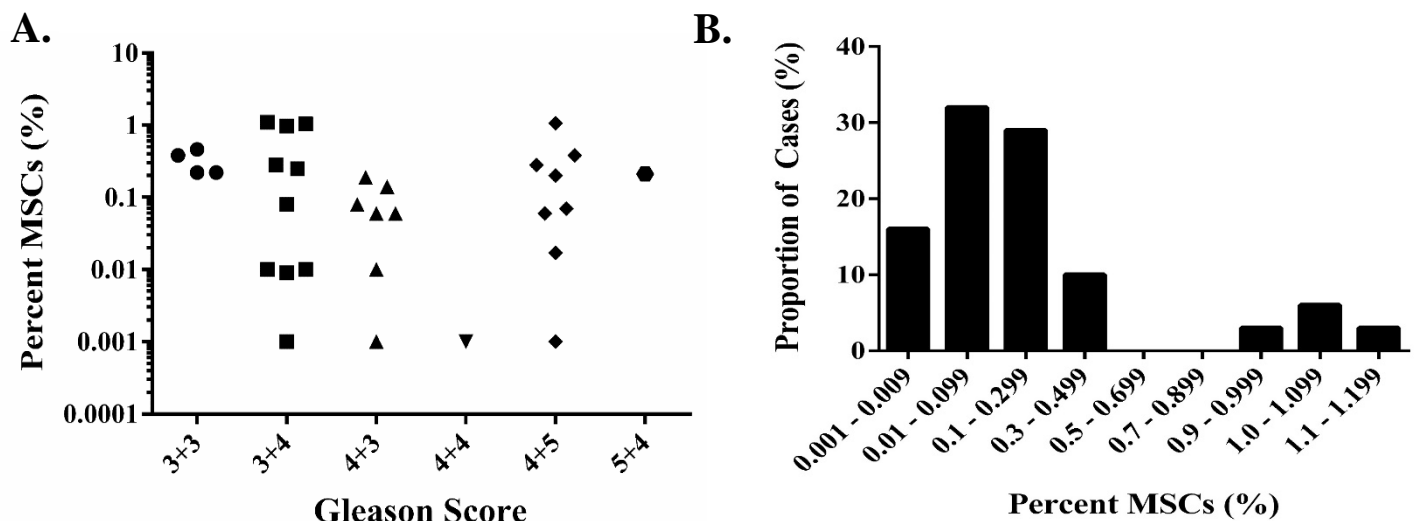 A.
Percent MSCs (%)
10
1
0.1
0.01
0.001
0.0001
3+3
3+4
4+3
4+4
4+5
5+4
Gleason Score
B.
Proportion of Cases (%)
40
30
20
10
0
0.001 - 0.009
0.01 - 0.099
0.1 - 0.299
0.3 - 0.499
0.5 - 0.699
0.7 - 0.899
0.9 - 0.999
1.0 - 1.099
1.1 - 1.199
Percent MSCs (%)